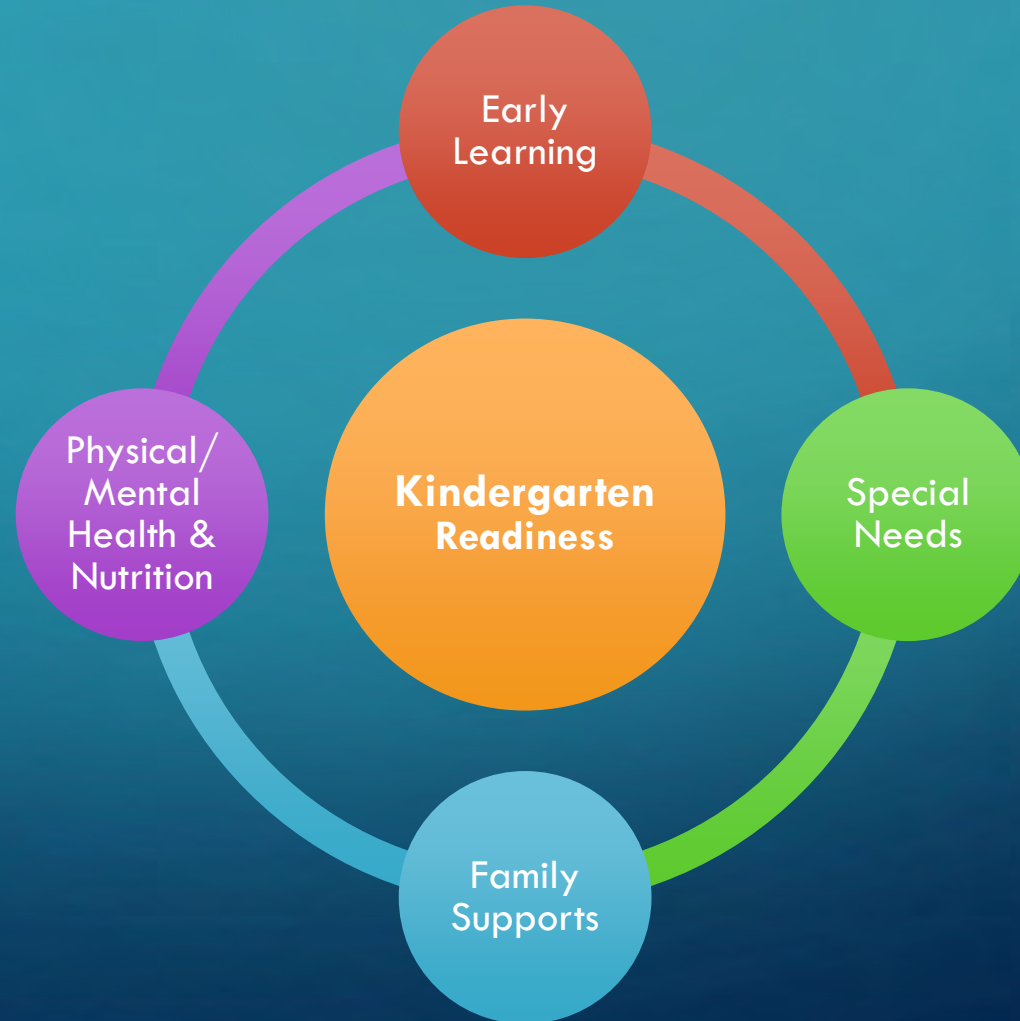 Early
Learning
Physical/
Mental
Health &
Nutrition
Kindergarten
Readiness
Special
Needs
Family
Supports